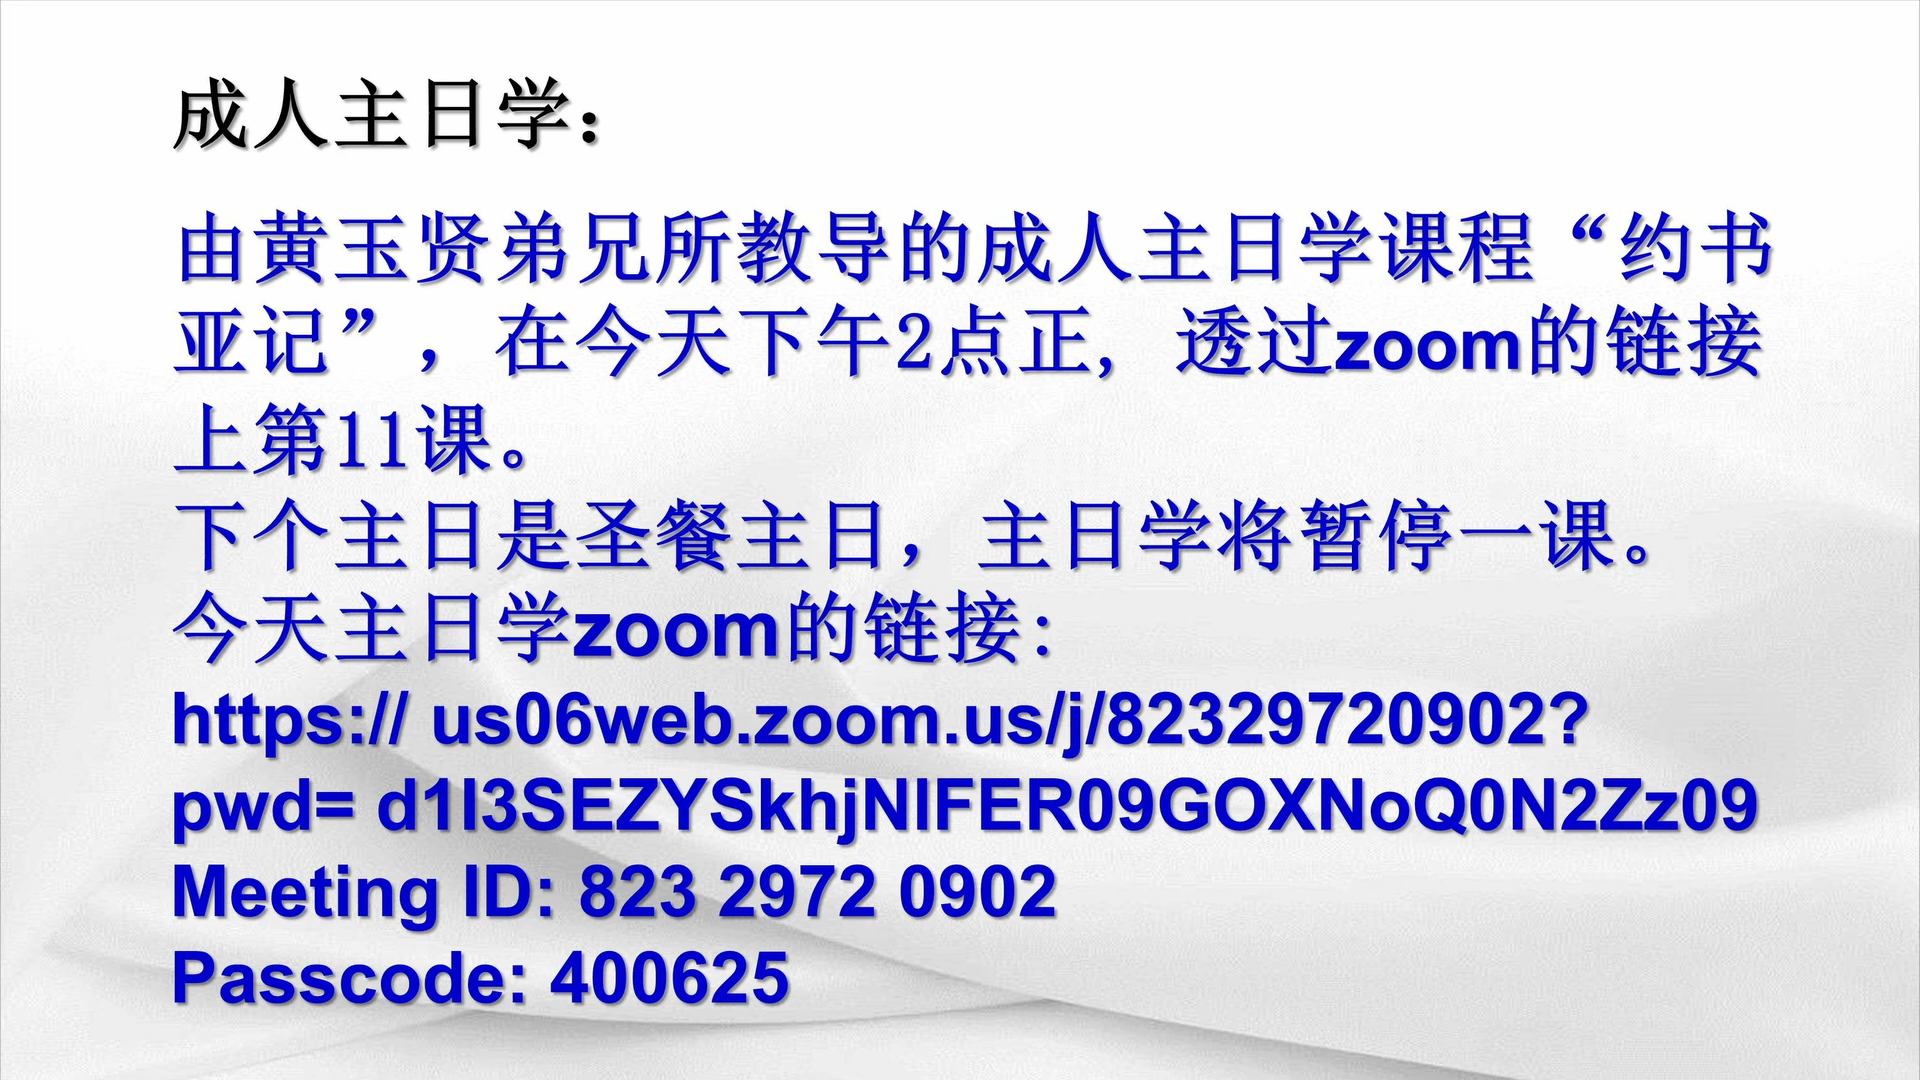 成人主日学：
由黄玉贤弟兄所教导的成人主日学课程“约书
亚记”，在今天下午2点正, 透过zoom的链接
上第11课。
下个主日是圣餐主日，主日学将暂停一课。
今天主日学zoom的链接:
https:// us06web.zoom.us/j/82329720902?
pwd= d1I3SEZYSkhjNlFER09GOXNoQ0N2Zz09
Meeting ID: 823 2972 0902
Passcode: 400625